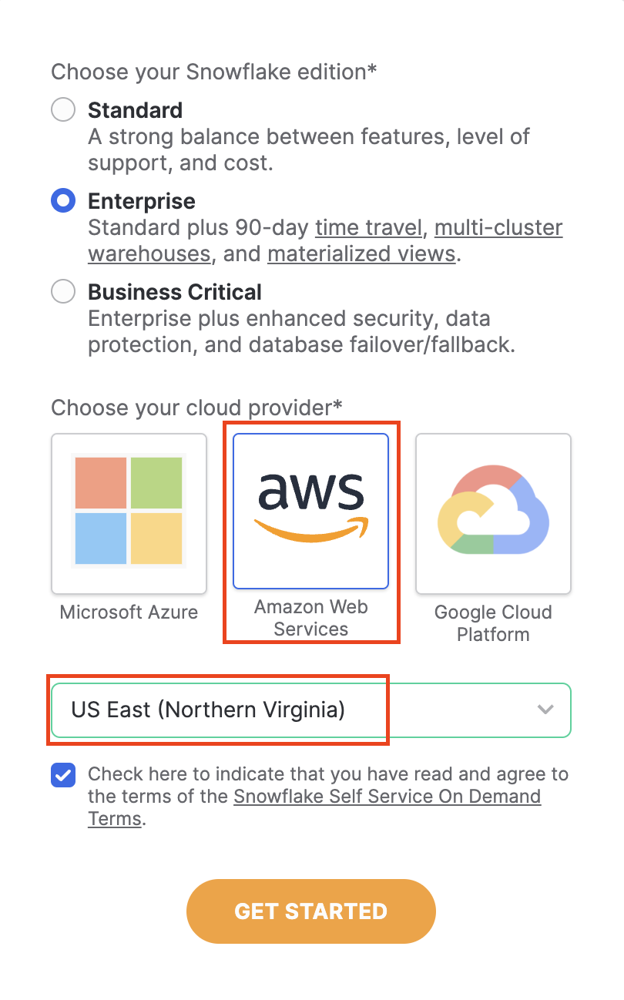 Choose your Snowflake edition*
Standard
A strong balance between features, level of
support, and cost.
Enterprise
Standard plus 90-day time travel, multi-cluster
warehouses, and materialized views.
Business Critical
Enterprise plus enhanced security, data
protection, and database failover/fallback.
Choose your cloud provider*
aws
Microsoft Azure
Amazon Web
Services
Google Cloud
Platform
US East (Northern Virginia)
Check here to indicate that you have read and agree to
the terms of the Snowflake Self Service On Demand
Terms.
GET STARTED